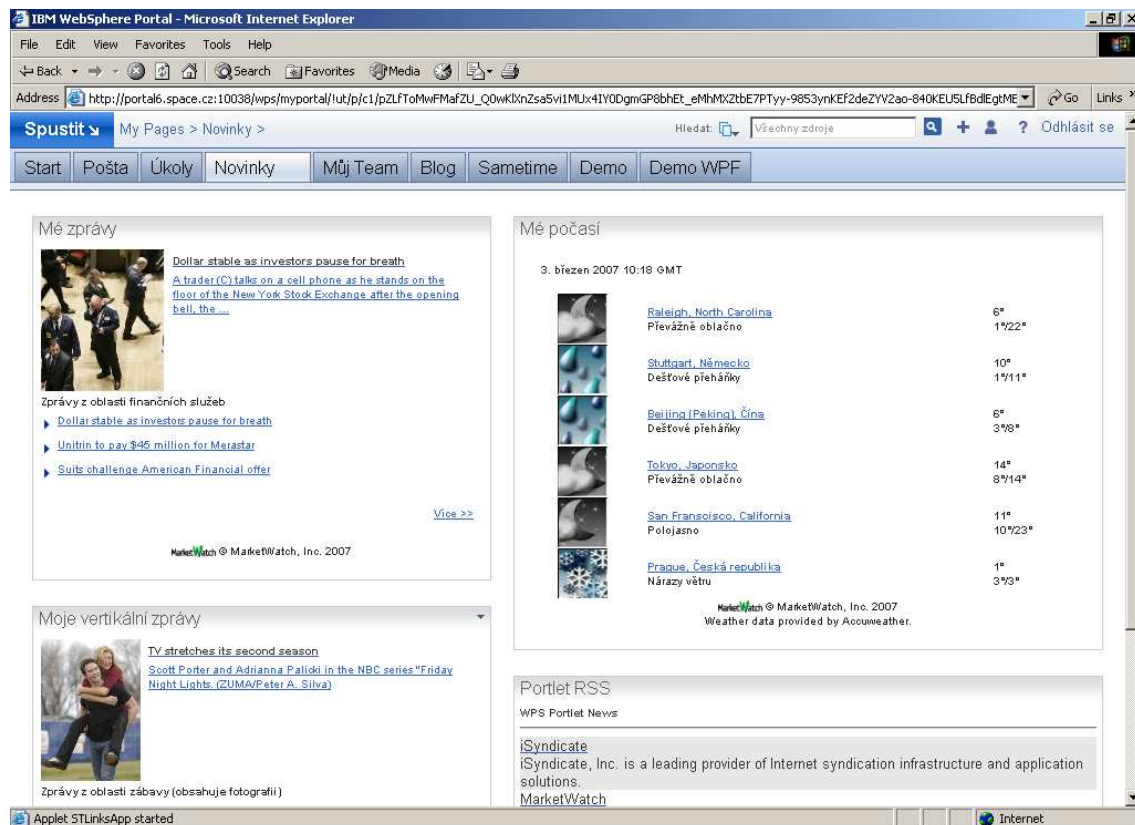 IBM WebSphere Portal - Microsoft Internet Explorer
File Edit View Favorites Tools Help
Back Search Favorites Media
Address http://portal6.space.cz:10038/wps/myportal/!ut/p/c1/ Go Links »
Spustit My Pages > Novinky > Hledat: Všechny zdroje + ? Odhlásit se
Start Pošta Úkoly Novinky Můj Team Blog Sametime Demo Demo WPF
Mé zprávy
Dollar stable as investors pause for breath
A trader (C) talks on a cell phone as he stands on the
floor of the New York Stock Exchange after the opening
bell, the ...
Zprávy z oblasti finančních služeb
Dollar stable as investors pause for breath
Unitrin to pay $45 million for Merastar
Suits challenge American Financial offer
Více >>
MarketWatch © MarketWatch, Inc. 2007
Moje vertikální zprávy
TV stretches its second season
Scott Porter and Adrianna Palicki in the NBC series "Friday
Night Lights. (ZUMA/Peter A. Silva)
Zprávy z oblasti zábavy (obsahuje fotografii)
Mé počasí
3. březen 2007 10:18 GMT
Raleigh, North Carolina 6°
Převážně oblačno 1°/22°
Stuttgart, Německo 10°
Dešťové přeháňky 1°/11°
Beijing (Peking), Čína 6°
Dešťové přeháňky 3°/8°
Tokyo, Japonsko 14°
Převážně oblačno 8°/14°
San Franscisco, California 11°
Polojasno 10°/23°
Prague, Česká republika 1°
Nárazy větru 3°/3°
MarketWatch © MarketWatch, Inc. 2007
Weather data provided by Accuweather.
Portlet RSS
WPS Portlet News
iSyndicate
iSyndicate, Inc. is a leading provider of Internet syndication infrastructure and application
solutions.
MarketWatch
Applet STLinksApp started Internet